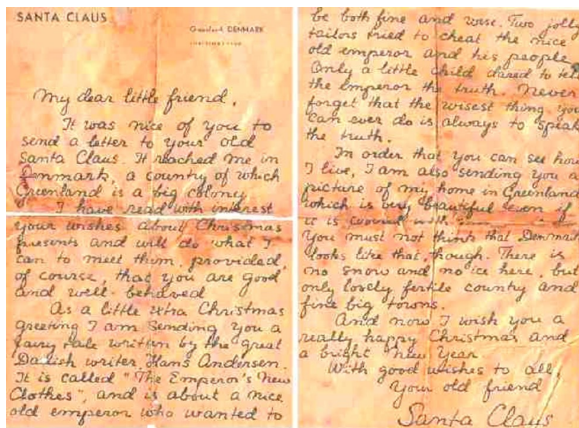 SANTA CLAUS
Greenland, DENMARK
My dear little friend.
It was nice of you to
send a letter to your old
Santa Claus. It reached me in
Denmark, a country of which
Greenland is a big colony.
I have read with interest
your wishes about Christmas
presents and will do what I
can to meet them, provided,
of course, that you are good
and well-behaved
As a little extra Christmas
greeting I am sending you a
fairy tale written by the great
Danish writer, Hans Andersen.
It is called "The Emperor's New
Clothes", and is about a nice
old emperor who wanted to
be both fine and wise. Two jolly
tailors tried to cheat the nice
old emperor and his people
Only a little child dared to tell
the emperor the truth. Never
forget that the wisest thing you
can ever do is always to speak
the truth.
In order that you can see how
I live, I am also sending you a
picture of my home in Greenland
which is very beautiful even if
it is covered with
You must not think that Denmark
looks like that, though. There is
no snow and no ice here, but
only lovely fertile country and
fine big towns.
And now I wish you a
really happy Christmas and
a bright New Year
With good wishes to all,
your old friend
Santa Claus